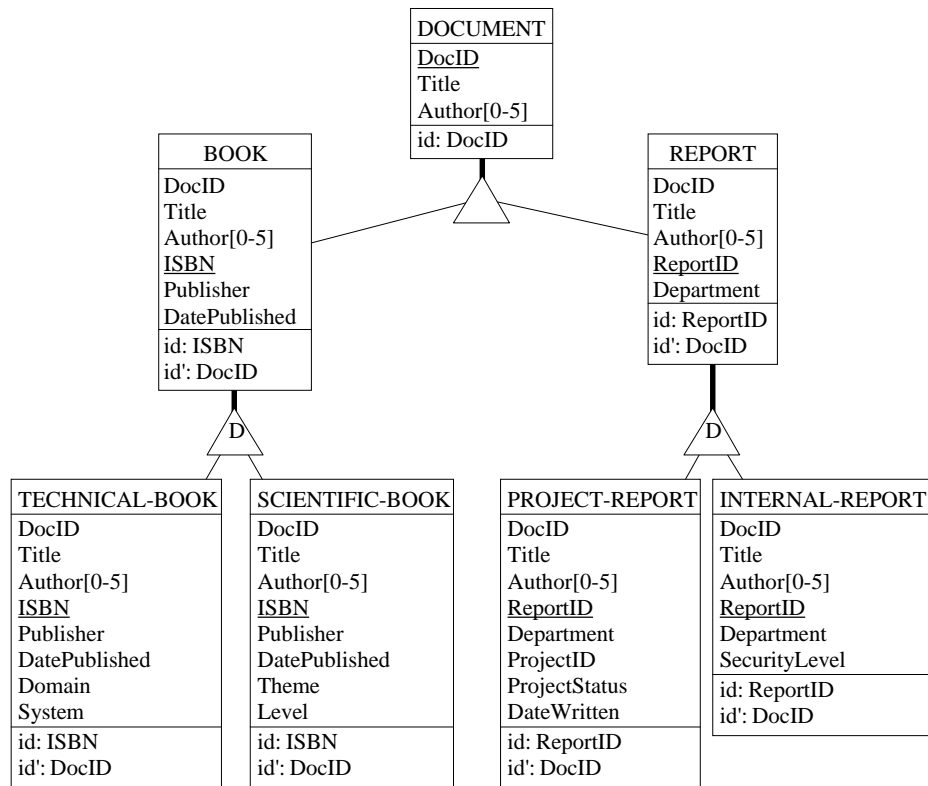 DOCUMENT
DocID
Title
Author[0-5]
id: DocID
BOOK
DocID
Title
Author[0-5]
ISBN
Publisher
DatePublished
id: ISBN
id': DocID
REPORT
DocID
Title
Author[0-5]
ReportID
Department
id: ReportID
id': DocID
D
D
TECHNICAL-BOOK
DocID
Title
Author[0-5]
ISBN
Publisher
DatePublished
Domain
System
id: ISBN
id': DocID
SCIENTIFIC-BOOK
DocID
Title
Author[0-5]
ISBN
Publisher
DatePublished
Theme
Level
id: ISBN
id': DocID
PROJECT-REPORT
DocID
Title
Author[0-5]
ReportID
Department
ProjectID
ProjectStatus
DateWritten
id: ReportID
id': DocID
INTERNAL-REPORT
DocID
Title
Author[0-5]
ReportID
Department
SecurityLevel
id: ReportID
id': DocID